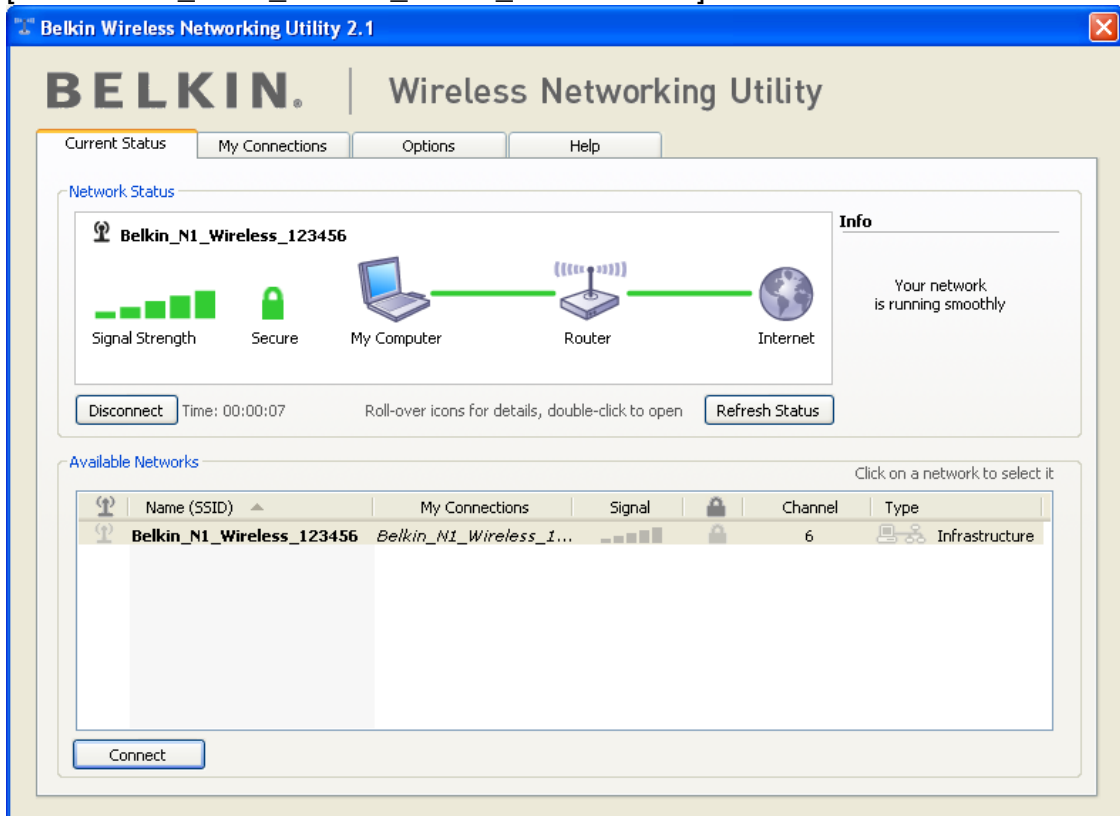 Belkin Wireless Networking Utility 2.1
BELKIN. Wireless Networking Utility
Current Status My Connections Options Help
Network Status
Belkin_N1_Wireless_123456
Info
Your network
is running smoothly
Signal Strength Secure My Computer Router Internet
Disconnect Time: 00:00:07 Roll-over icons for details, double-click to open Refresh Status
Available Networks
Click on a network to select it
Name (SSID) My Connections Signal Channel Type
Belkin_N1_Wireless_123456 Belkin_N1_Wireless_1... 6 Infrastructure
Connect